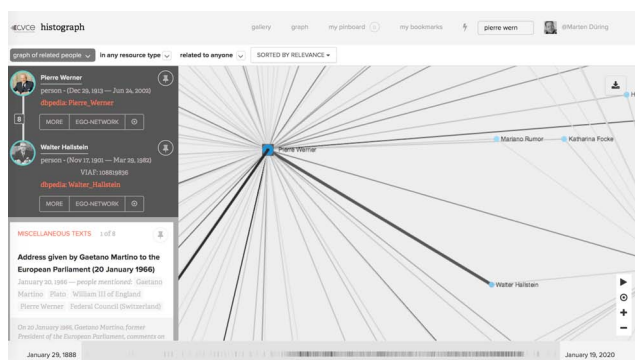 cvce histograph
gallery graph my pinboard my bookmarks pierre wern @Marten Düring
graph of related people in any resource type related to anyone SORTED BY RELEVANCE
Pierre Werner
person - (Dec 29, 1913 — Jun 24, 2002)
dbpedia: Pierre_Werner
MORE EGO-NETWORK
8
Walter Hallstein
person - (Nov 17, 1901 — Mar 29, 1982)
VIAF: 108819836
dbpedia: Walter_Hallstein
MORE EGO-NETWORK
MISCELLANEOUS TEXTS 1 of 8
Address given by Gaetano Martino to the
European Parliament (20 January 1966)
January 20, 1966 — people mentioned Gaetano
Martino Plato William III of England
Pierre Werner Federal Council (Switzerland)
On 20 January 1966, Gaetano Martino, former
President of the European Parliament, comments on
Pierre Werner
Mariano Rumor
Katharina Focke
H
Walter Hallstein
January 29, 1888
January 19, 2020